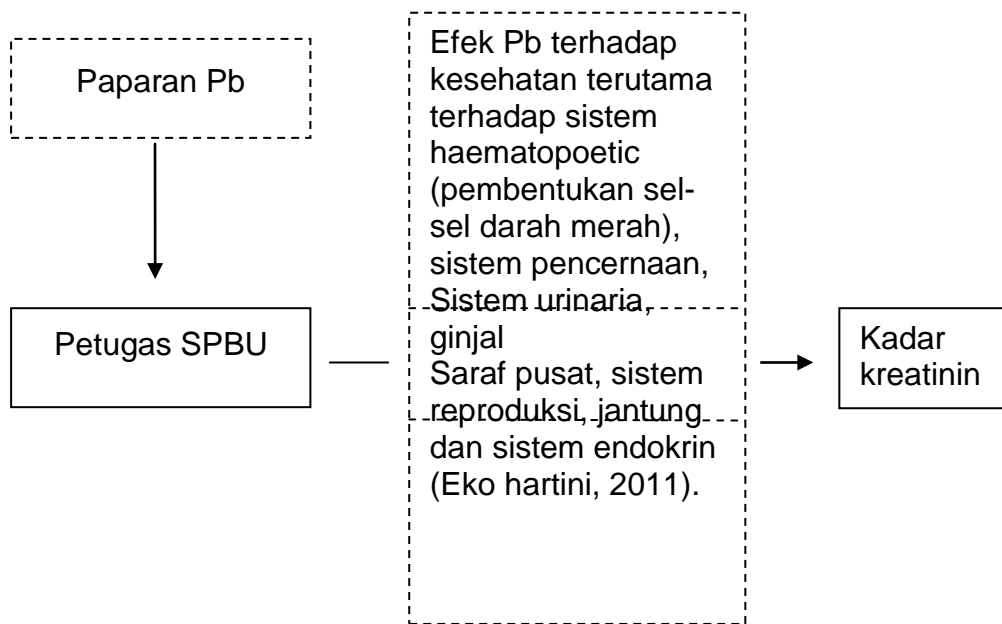 Paparan Pb
Petugas SPBU
Efek Pb terhadap
kesehatan terutama
terhadap sistem
haematopoetic
(pembentukan sel-
sel darah merah),
sistem pencernaan,
Sistem urinaria,
ginjal
Saraf pusat, sistem
reproduksi, jantung
dan sistem endokrin
(Eko hartini, 2011).
Kadar
kreatinin